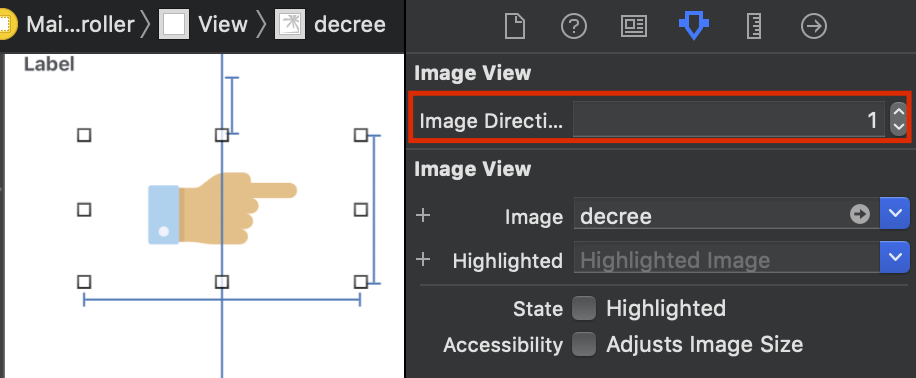 Mai...roller
View
decree
Label
Image View
Image Directi... 1
Image View
+ Image decree
+ Highlighted Highlighted Image
State Highlighted
Accessibility Adjusts Image Size